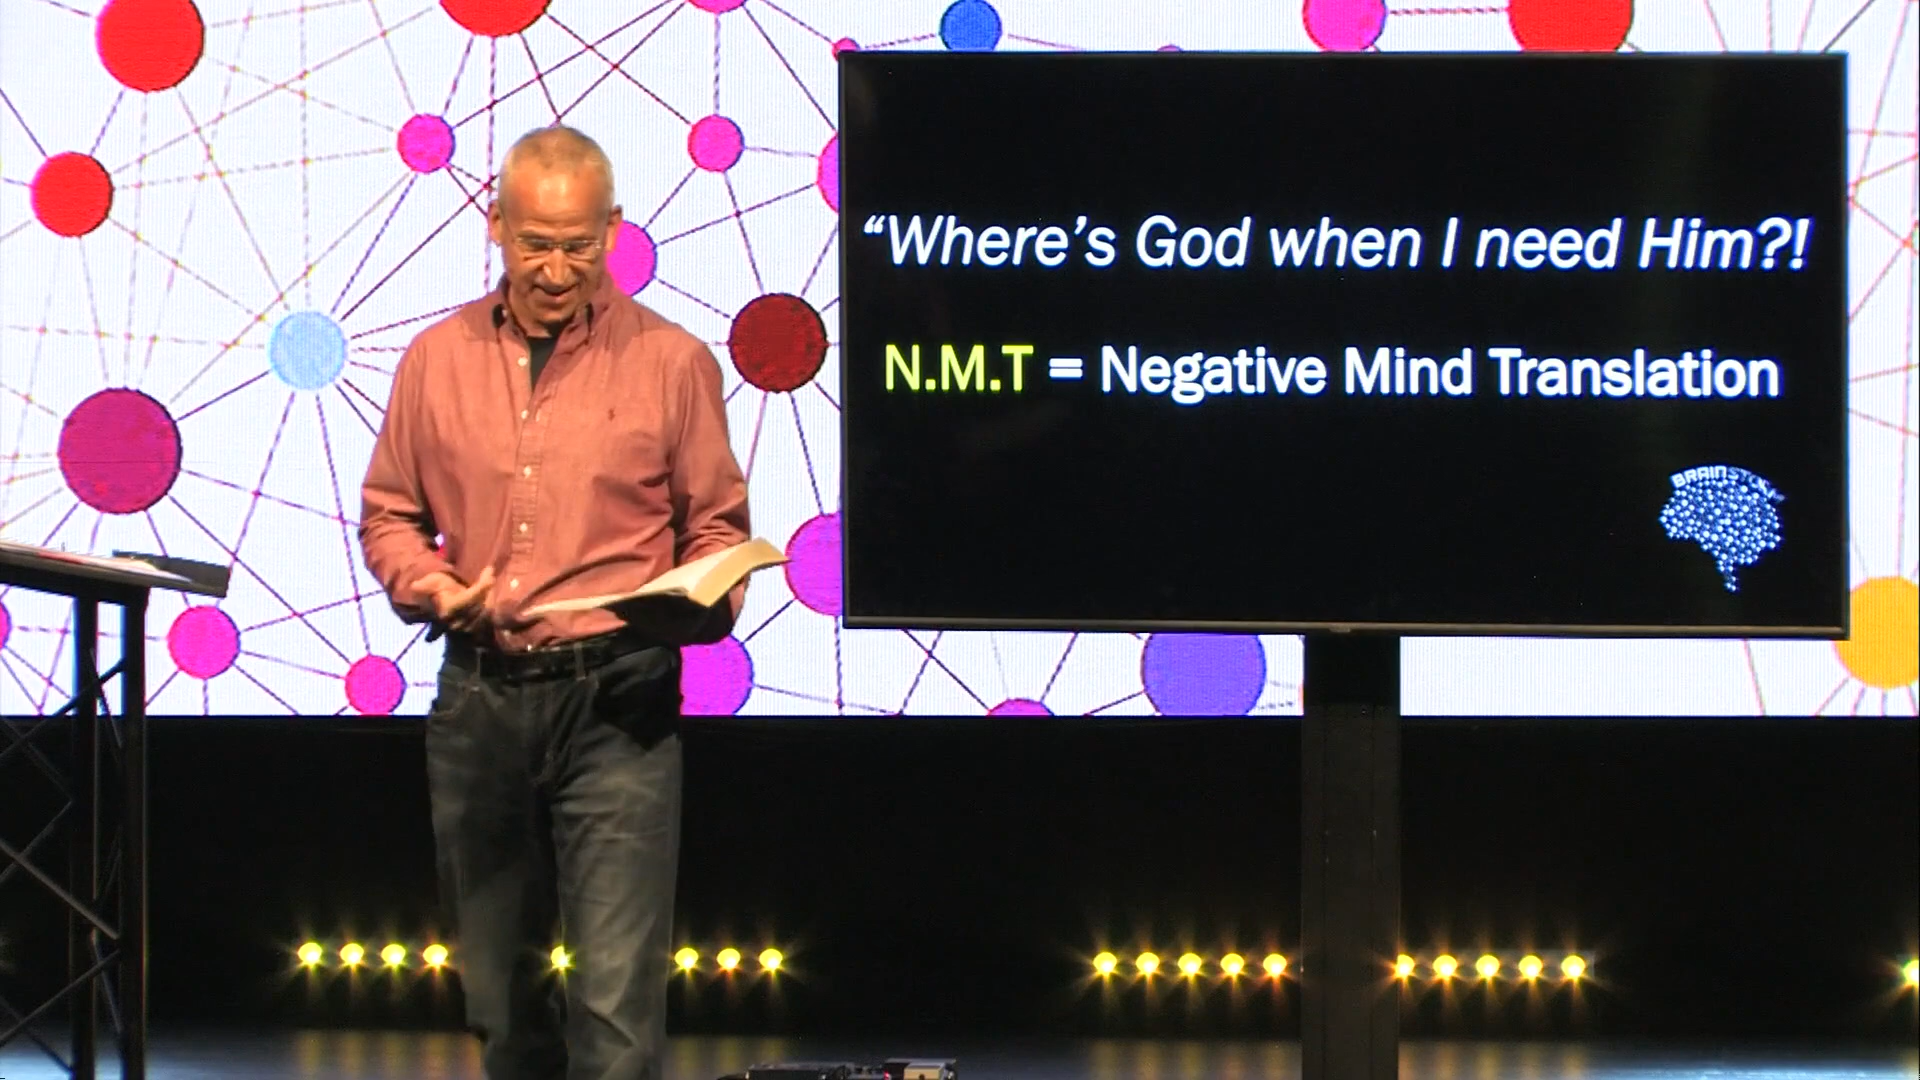 “Where’s God when I need Him?!
N.M.T = Negative Mind Translation